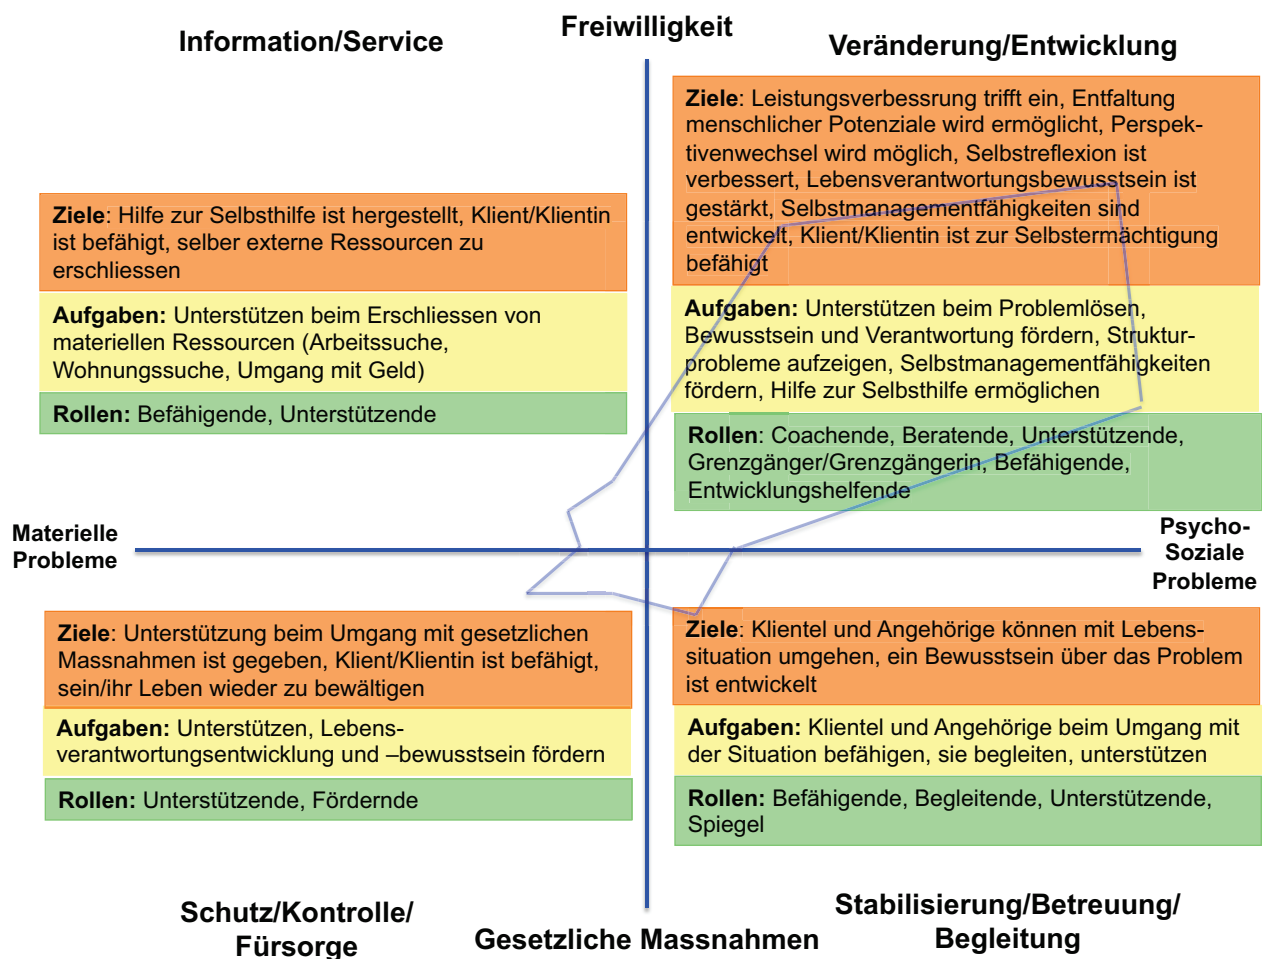 Freiwilligkeit
Information/Service
Veränderung/Entwicklung
Ziele: Hilfe zur Selbsthilfe ist hergestellt, Klient/Klientin
ist befähigt, selber externe Ressourcen zu
erschliessen
Aufgaben: Unterstützen beim Erschliessen von
materiellen Ressourcen (Arbeitssuche,
Wohnungssuche, Umgang mit Geld)
Rollen: Befähigende, Unterstützende
Ziele: Leistungsverbessrung trifft ein, Entfaltung
menschlicher Potenziale wird ermöglicht, Perspek-
tivenwechsel wird möglich, Selbstreflexion ist
verbessert, Lebensverantwortungsbewusstsein ist
gestärkt, Selbstmanagementfähigkeiten sind
entwickelt, Klient/Klientin ist zur Selbstermächtigung
befähigt
Aufgaben: Unterstützen beim Problemlösen,
Bewusstsein und Verantwortung fördern, Struktur-
probleme aufzeigen, Selbstmanagementfähigkeiten
fördern, Hilfe zur Selbsthilfe ermöglichen
Rollen: Coachende, Beratende, Unterstützende,
Grenzgänger/Grenzgängerin, Befähigende,
Entwicklungshelfende
Materielle
Probleme
Psycho-
Soziale
Probleme
Ziele: Unterstützung beim Umgang mit gesetzlichen
Massnahmen ist gegeben, Klient/Klientin ist befähigt,
sein/ihr Leben wieder zu bewältigen
Aufgaben: Unterstützen, Lebens-
verantwortungsentwicklung und –bewusstsein fördern
Rollen: Unterstützende, Fördernde
Ziele: Klientel und Angehörige können mit Lebens-
situation umgehen, ein Bewusstsein über das Problem
ist entwickelt
Aufgaben: Klientel und Angehörige beim Umgang mit
der Situation befähigen, sie begleiten, unterstützen
Rollen: Befähigende, Begleitende, Unterstützende,
Spiegel
Schutz/Kontrolle/
Fürsorge
Gesetzliche Massnahmen
Stabilisierung/Betreuung/
Begleitung